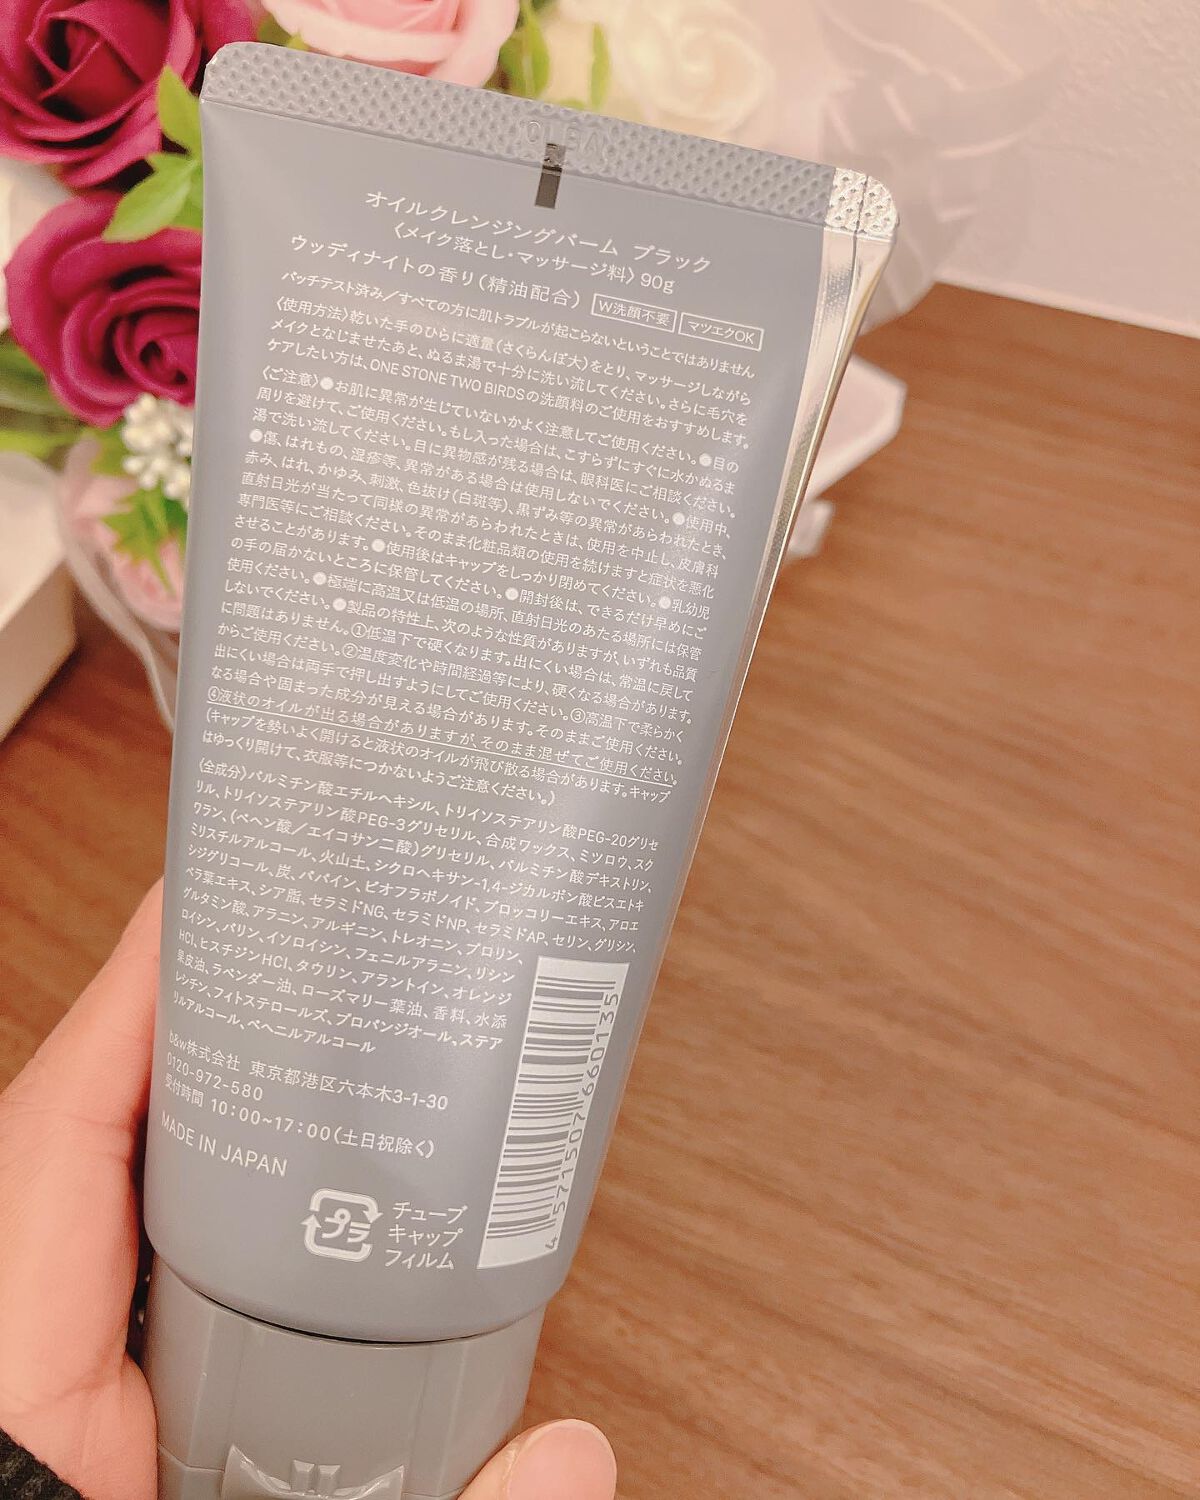 オイルクレンジングバーム ブラック
〈メイク落とし・マッサージ料〉90g
ウッディナイトの香り(精油配合) W洗顔不要 マツエクOK
パッチテスト済み/すべての方に肌トラブルが起こらないということではありません
〈使用方法〉乾いた手のひらに適量(さくらんぼ大)をとり、マッサージしながら
メイクとなじませたあと、ぬるま湯で十分に洗い流してください。さらに毛穴を
ケアしたい方は、ONE STONE TWO BIRDSの洗顔料のご使用をおすすめします。
〈ご注意〉●お肌に異常が生じていないかよく注意してご使用ください。●目の
周りを避けて、ご使用ください。もし入った場合は、こすらずにすぐに水かぬるま
湯で洗い流してください。目に異物感が残る場合は、眼科医にご相談ください。
●傷、はれもの、湿疹等、異常がある場合は使用しないでください。●使用中、
赤み、はれ、かゆみ、刺激、色抜け(白斑等)、黒ずみ等の異常があらわれたとき、
直射日光が当たって同様の異常があらわれたときは、使用を中止し、皮膚科
専門医等にご相談ください。そのまま化粧品類の使用を続けますと症状を悪化
させることがあります。●使用後はキャップをしっかり閉めてください。●乳幼児
の手の届かないところに保管してください。●開封後は、できるだけ早めにご
使用ください。●極端に高温又は低温の場所、直射日光のあたる場所には保管
しないでください。●製品の特性上、次のような性質がありますが、いずれも品質
に問題はありません。①低温下で硬くなります。出にくい場合は、常温に戻して
からご使用ください。②温度変化や時間経過等により、硬くなる場合があります。
出にくい場合は両手で押し出すようにしてご使用ください。③高温下で柔らかく
なる場合や固まった成分が見える場合があります。そのままご使用ください。
④液状のオイルが出る場合がありますが、そのまま混ぜてご使用ください。
(キャップを勢いよく開けると液状のオイルが飛び散る場合があります。キャップ
はゆっくり開けて、衣服等につかないようご注意ください。)
〈全成分〉パルミチン酸エチルヘキシル、トリイソステアリン酸PEG-20グリセ
リル、トリイソステアリン酸PEG-3グリセリル、合成ワックス、ミツロウ、スク
ワラン、(ベヘン酸/エイコサン二酸)グリセリル、パルミチン酸デキストリン、
ミリスチルアルコール、火山土、シクロヘキサン-1,4-ジカルボン酸ビスエトキ
シジグリコール、炭、パパイン、ビオフラボノイド、ブロッコリーエキス、アロエ
ベラ葉エキス、シア脂、セラミドNG、セラミドNP、セラミドAP、セリン、グリシン、
グルタミン酸、アラニン、アルギニン、トレオニン、プロリン、
ロイシン、バリン、イソロイシン、フェニルアラニン、リシン
HCl、ヒスチジンHCl、タウリン、アラントイン、オレンジ
果皮油、ラベンダー油、ローズマリー葉油、香料、水添
レシチン、フィトステロールズ、プロパンジオール、ステア
リルアルコール、ベヘニルアルコール
b&w株式会社 東京都港区六本木3-1-30
0120-972-580
受付時間 10:00~17:00(土日祝除く)
MADE IN JAPAN
プラ
チューブ
キャップ
フィルム
4 571507 660135